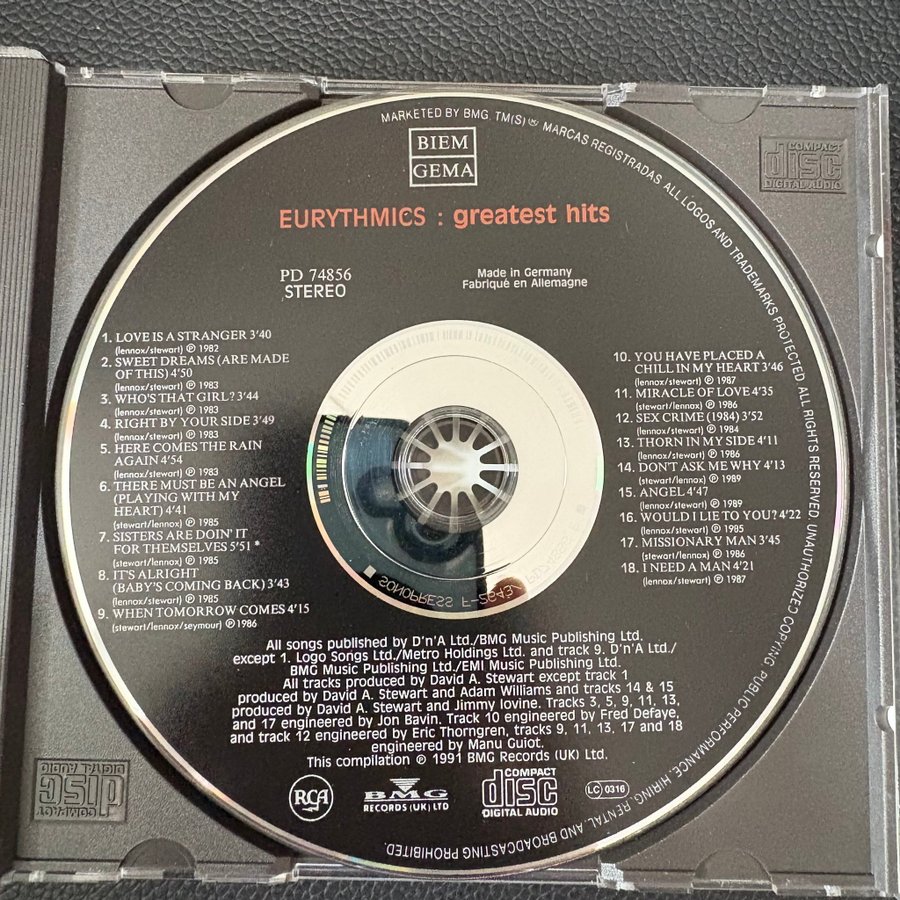 MARKETED BY BMG. TM(S) ® MARCAS REGISTRADAS ALL LOGOS AND TRADEMARKS PROTECTED. ALL RIGHTS RESERVED. UNAUTHORIZED COPYING, PUBLIC PERFORMANCE, HIRING, RENTAL, AND BROADCASTING PROHIBITED.
BIEM
GEMA
COMPACT
disc
DIGITAL AUDIO
EURYTHMICS : greatest hits
PD 74856
STEREO
Made in Germany
Fabriqué en Allemagne
1. LOVE IS A STRANGER 3'40
(lennox/stewart) ℗ 1982
2. SWEET DREAMS (ARE MADE
OF THIS) 4'50
(lennox/stewart) ℗ 1983
3. WHO'S THAT GIRL? 3'44
(lennox/stewart) ℗ 1983
4. RIGHT BY YOUR SIDE 3'49
(lennox/stewart) ℗ 1983
5. HERE COMES THE RAIN
AGAIN 4'54
(lennox/stewart) ℗ 1983
6. THERE MUST BE AN ANGEL
(PLAYING WITH MY
HEART) 4'41
(stewart/lennox) ℗ 1985
7. SISTERS ARE DOIN' IT
FOR THEMSELVES 5'51 *
(stewart/lennox) ℗ 1985
8. IT'S ALRIGHT
(BABY'S COMING BACK) 3'43
(stewart/lennox) ℗ 1985
9. WHEN TOMORROW COMES 4'15
(stewart/lennox/seymour) ℗ 1986
10. YOU HAVE PLACED A
CHILL IN MY HEART 3'46
(lennox/stewart) ℗ 1987
11. MIRACLE OF LOVE 4'35
(stewart/lennox) ℗ 1986
12. SEX CRIME (1984) 3'52
(stewart/lennox) ℗ 1984
13. THORN IN MY SIDE 4'11
(stewart/lennox) ℗ 1986
14. DON'T ASK ME WHY 4'13
(stewart/lennox) ℗ 1989
15. ANGEL 4'47
(stewart/lennox) ℗ 1989
16. WOULD I LIE TO YOU? 4'22
(stewart/lennox) ℗ 1985
17. MISSIONARY MAN 3'45
(stewart/lennox) ℗ 1986
18. I NEED A MAN 4'21
(stewart/lennox) ℗ 1987
SONOPRESS
All songs published by D'n'A Ltd./BMG Music Publishing Ltd.
except 1. Logo Songs Ltd./Metro Holdings Ltd. and track 9. D'n'A Ltd./
BMG Music Publishing Ltd./EMI Music Publishing Ltd.
All tracks produced by David A. Stewart except track 1
produced by David A. Stewart and Adam Williams and tracks 14 & 15
produced by David A. Stewart and Jimmy Iovine. Tracks 3, 5, 9, 11, 13,
and 17 engineered by Jon Bavin. Track 10 engineered by Fred Defaye,
and track 12 engineered by Eric Thorngren, tracks 9, 11, 13, 17 and 18
engineered by Manu Guiot.
This compilation ℗ 1991 BMG Records (UK) Ltd.
RCA
BMG
RECORDS (UK) LTD
COMPACT
disc
DIGITAL AUDIO
LC 0316
COMPACT
disc
DIGITAL AUDIO